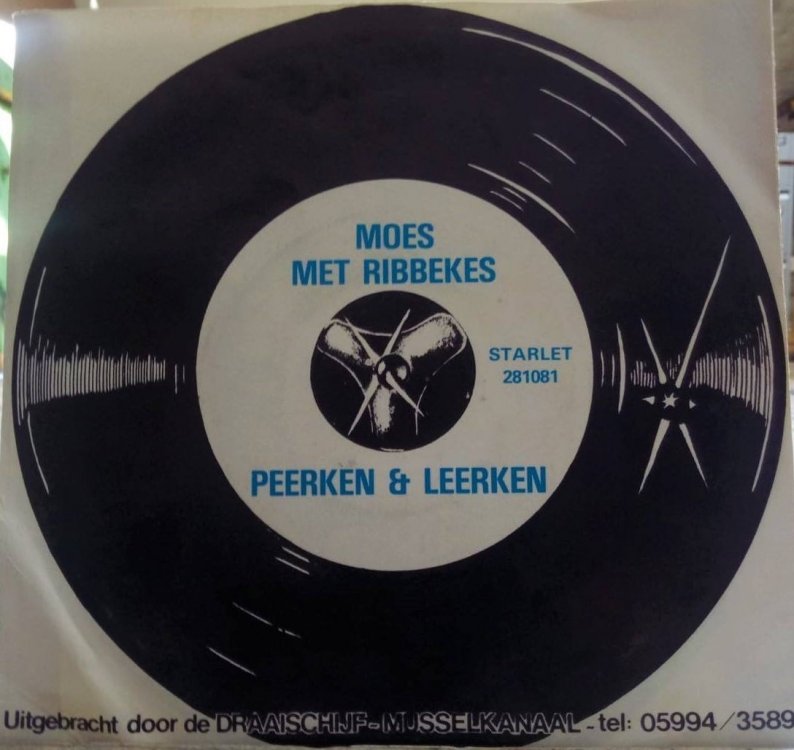 MOES
MET RIBBEKES
STARLET
281081
PEERKEN & LEERKEN
Uitgebracht door de DRAAISCHIJF-MUSSELKANAAL-tel: 05994/3589